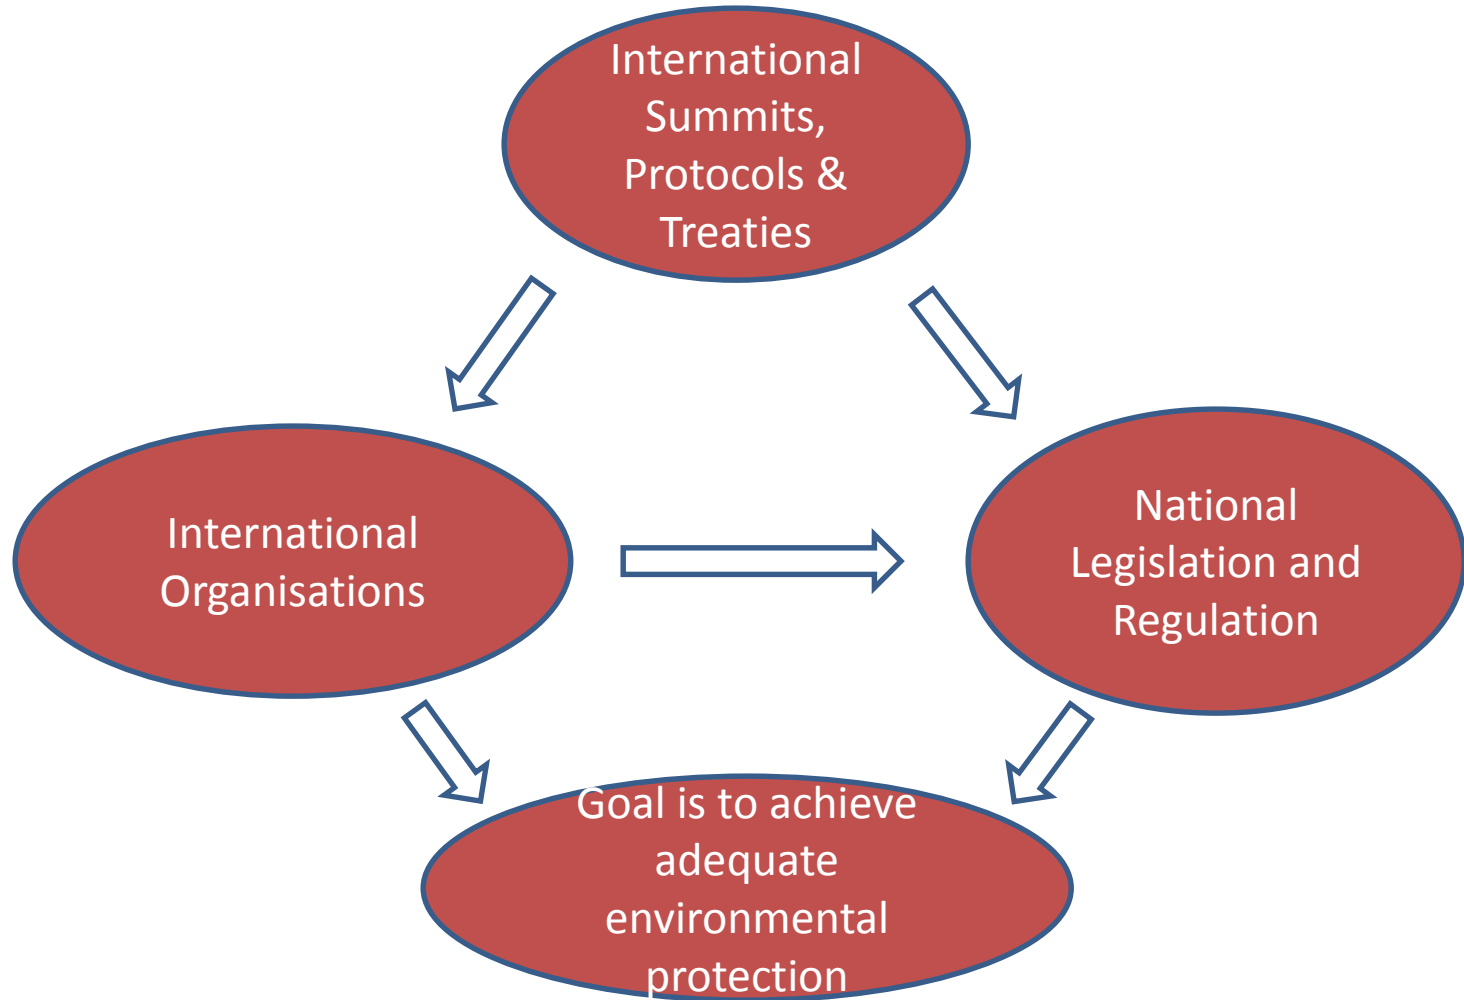 International
Summits,
Protocols &
Treaties
International
Organisations
National
Legislation and
Regulation
Goal is to achieve
adequate
environmental
protection